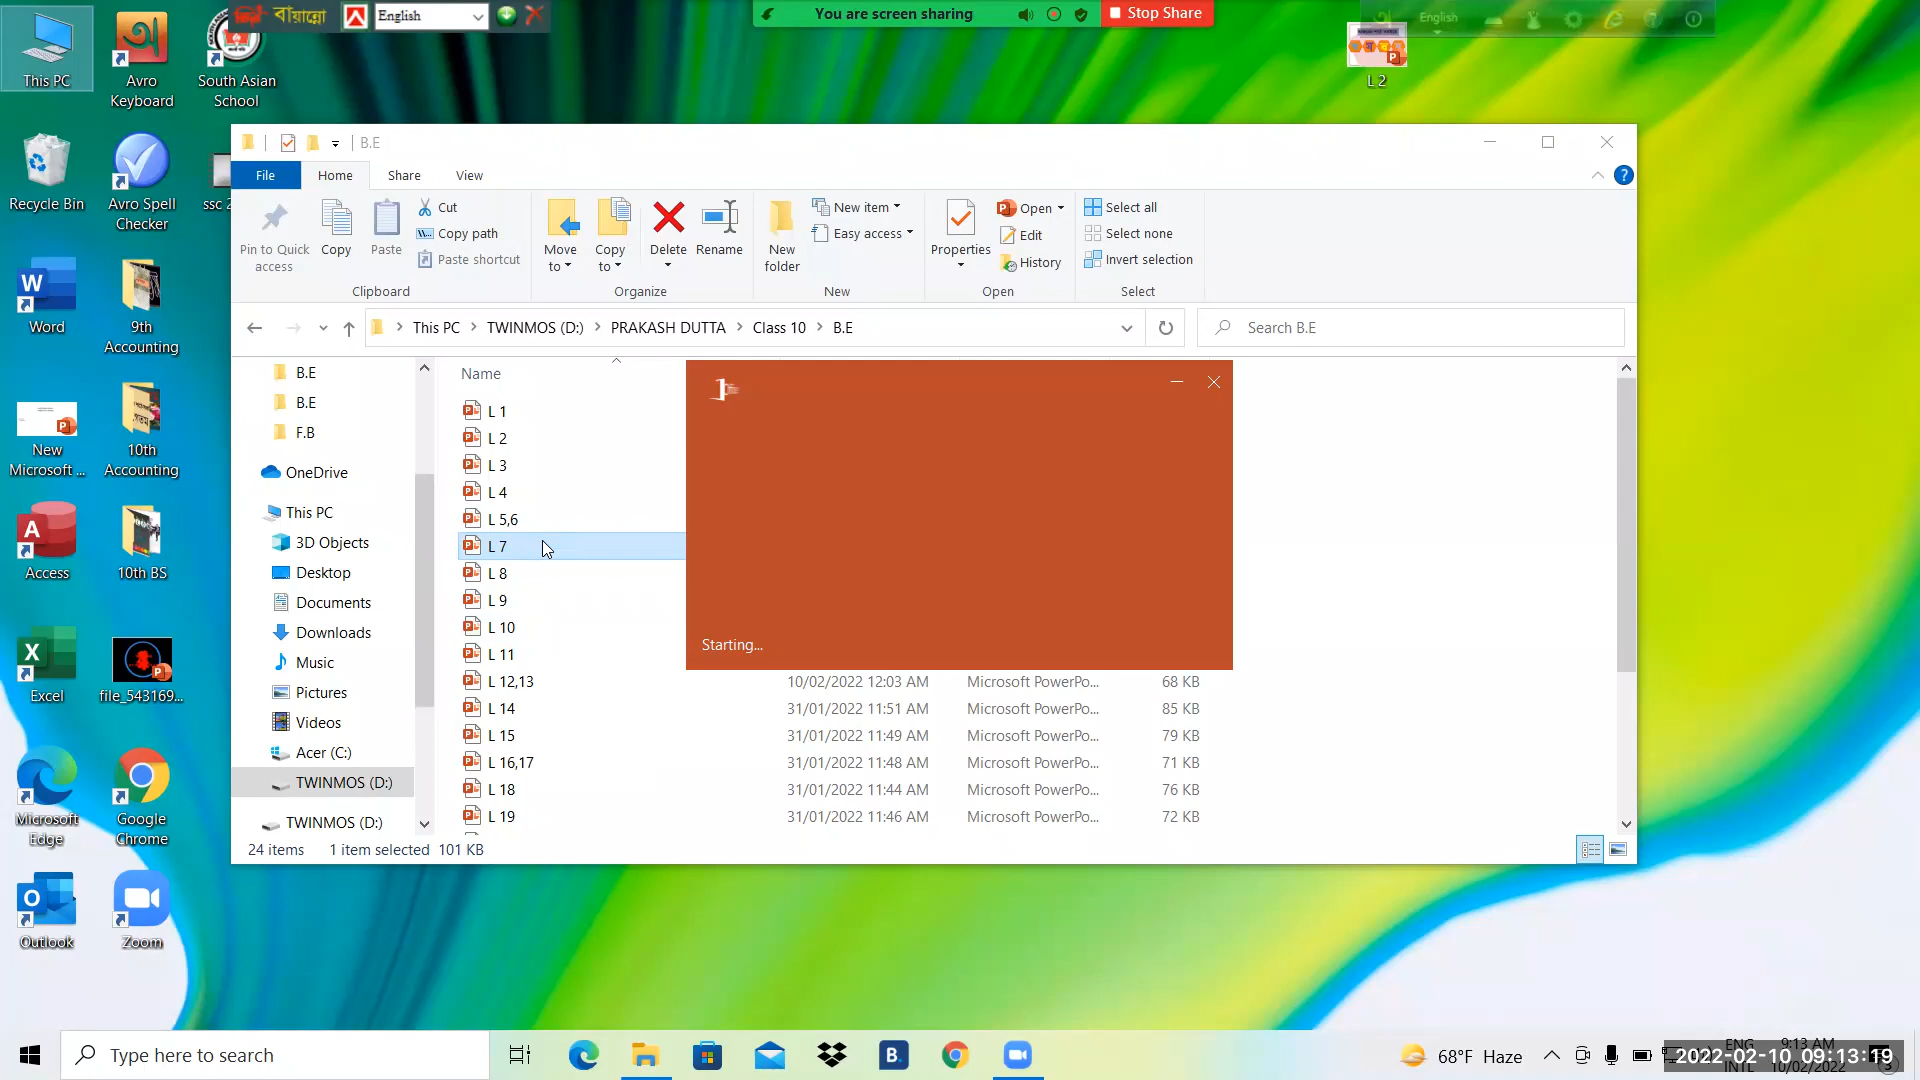 This PC
Avro
Keyboard
South Asian
School
বায়ান্নো
English
You are screen sharing
Stop Share
English
L 2
Recycle Bin
Avro Spell
Checker
ssc 2
Word
9th
Accounting
New
Microsoft ...
10th
Accounting
Access
10th BS
Excel
file_543169...
Microsoft
Edge
Google
Chrome
Outlook
Zoom
B.E
File
Home
Share
View
Pin to Quick
access
Copy
Paste
Cut
Copy path
Paste shortcut
Clipboard
Move
to
Copy
to
Delete
Rename
Organize
New
folder
New item
Easy access
New
Properties
Open
Edit
History
Open
Select all
Select none
Invert selection
Select
This PC > TWINMOS (D:) > PRAKASH DUTTA > Class 10 > B.E
Search B.E
B.E
B.E
F.B
OneDrive
This PC
3D Objects
Desktop
Documents
Downloads
Music
Pictures
Videos
Acer (C:)
TWINMOS (D:)
TWINMOS (D:)
Name
L 1
L 2
L 3
L 4
L 5,6
L 7
L 8
L 9
L 10
L 11
Starting...
L 12,13 10/02/2022 12:03 AM Microsoft PowerPo... 68 KB
L 14 31/01/2022 11:51 AM Microsoft PowerPo... 85 KB
L 15 31/01/2022 11:49 AM Microsoft PowerPo... 79 KB
L 16,17 31/01/2022 11:48 AM Microsoft PowerPo... 71 KB
L 18 31/01/2022 11:44 AM Microsoft PowerPo... 76 KB
L 19 31/01/2022 11:46 AM Microsoft PowerPo... 72 KB
24 items 1 item selected 101 KB
Type here to search
68°F Haze
ENG
INTL
9:13 AM
10/02/2022
2022-02-10 09:13:19